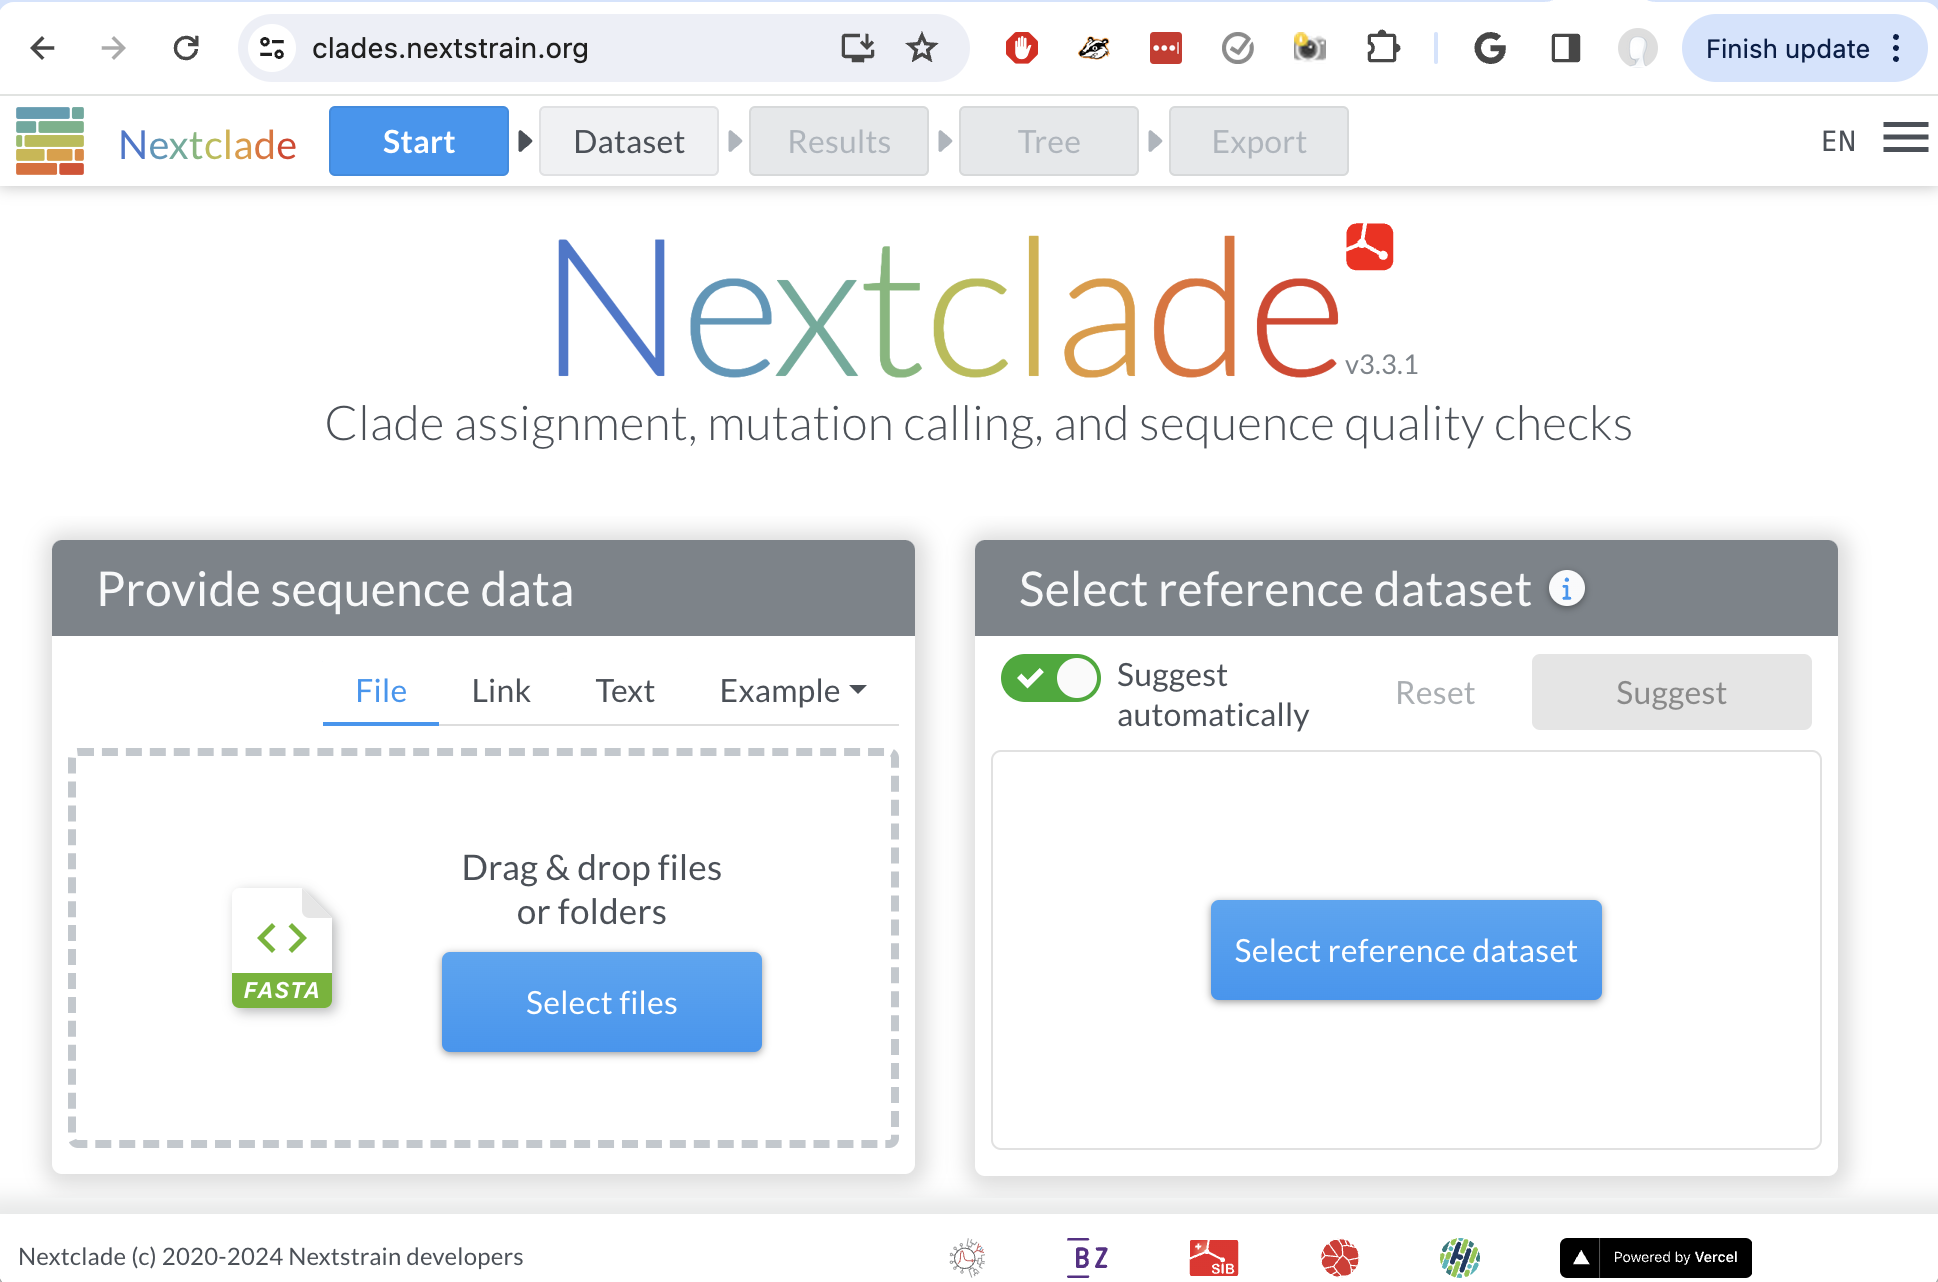 clades.nextstrain.org
Finish update
Nextclade
Start
Dataset
Results
Tree
Export
EN
Nextclade
v3.3.1
Clade assignment, mutation calling, and sequence quality checks
Provide sequence data
File
Link
Text
Example
Drag & drop files
or folders
FASTA
Select files
Select reference dataset
i
Suggest
automatically
Reset
Suggest
Select reference dataset
Nextclade (c) 2020-2024 Nextstrain developers
BZ
SIB
Powered by Vercel